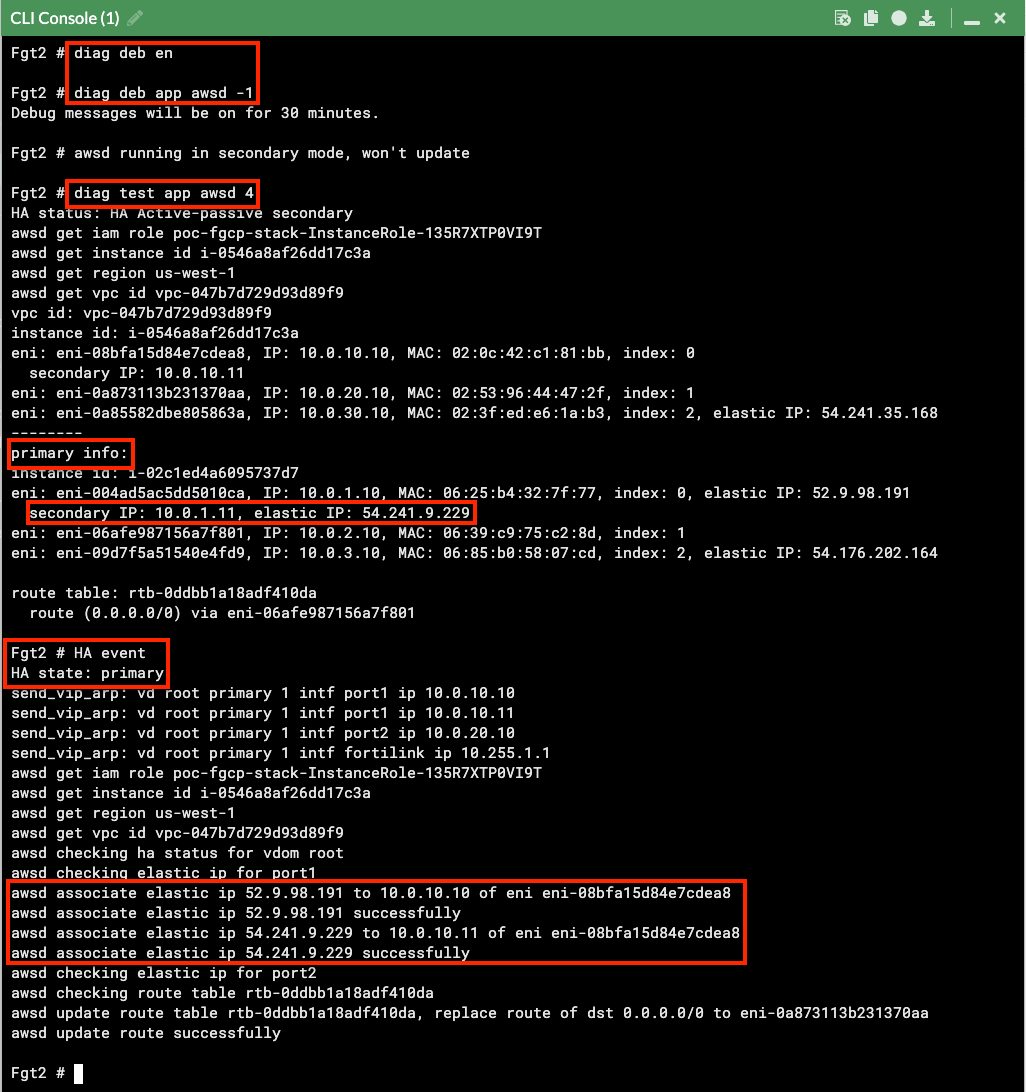 CLI Console (1)
Fgt2 # diag deb en
Fgt2 # diag deb app awsd -1
Debug messages will be on for 30 minutes.
Fgt2 # awsd running in secondary mode, won't update
Fgt2 # diag test app awsd 4
HA status: HA Active-passive secondary
awsd get iam role poc-fgcp-stack-InstanceRole-135R7XTP0VI9T
awsd get instance id i-0546a8af26dd17c3a
awsd get region us-west-1
awsd get vpc id vpc-047b7d729d93d89f9
vpc id: vpc-047b7d729d93d89f9
instance id: i-0546a8af26dd17c3a
eni: eni-08bfa15d84e7cdea8, IP: 10.0.10.10, MAC: 02:0c:42:c1:81:bb, index: 0
secondary IP: 10.0.10.11
eni: eni-0a873113b231370aa, IP: 10.0.20.10, MAC: 02:53:96:44:47:2f, index: 1
eni: eni-0a85582dbe805863a, IP: 10.0.30.10, MAC: 02:3f:ed:e6:1a:b3, index: 2, elastic IP: 54.241.35.168
--------
primary info:
instance id: i-02c1ed4a6095737d7
eni: eni-004ad5ac5dd5010ca, IP: 10.0.1.10, MAC: 06:25:b4:32:7f:77, index: 0, elastic IP: 52.9.98.191
secondary IP: 10.0.1.11, elastic IP: 54.241.9.229
eni: eni-06afe987156a7f801, IP: 10.0.2.10, MAC: 06:39:c9:75:c2:8d, index: 1
eni: eni-09d7f5a51540e4fd9, IP: 10.0.3.10, MAC: 06:85:b0:58:07:cd, index: 2, elastic IP: 54.176.202.164
route table: rtb-0ddbb1a18adf410da
route (0.0.0.0/0) via eni-06afe987156a7f801
Fgt2 # HA event
HA state: primary
send_vip_arp: vd root primary 1 intf port1 ip 10.0.10.10
send_vip_arp: vd root primary 1 intf port1 ip 10.0.10.11
send_vip_arp: vd root primary 1 intf port2 ip 10.0.20.10
send_vip_arp: vd root primary 1 intf fortilink ip 10.255.1.1
awsd get iam role poc-fgcp-stack-InstanceRole-135R7XTP0VI9T
awsd get instance id i-0546a8af26dd17c3a
awsd get region us-west-1
awsd get vpc id vpc-047b7d729d93d89f9
awsd checking ha status for vdom root
awsd checking elastic ip for port1
awsd associate elastic ip 52.9.98.191 to 10.0.10.10 of eni eni-08bfa15d84e7cdea8
awsd associate elastic ip 52.9.98.191 successfully
awsd associate elastic ip 54.241.9.229 to 10.0.10.11 of eni eni-08bfa15d84e7cdea8
awsd associate elastic ip 54.241.9.229 successfully
awsd checking elastic ip for port2
awsd checking route table rtb-0ddbb1a18adf410da
awsd update route table rtb-0ddbb1a18adf410da, replace route of dst 0.0.0.0/0 to eni-0a873113b231370aa
awsd update route successfully
Fgt2 #